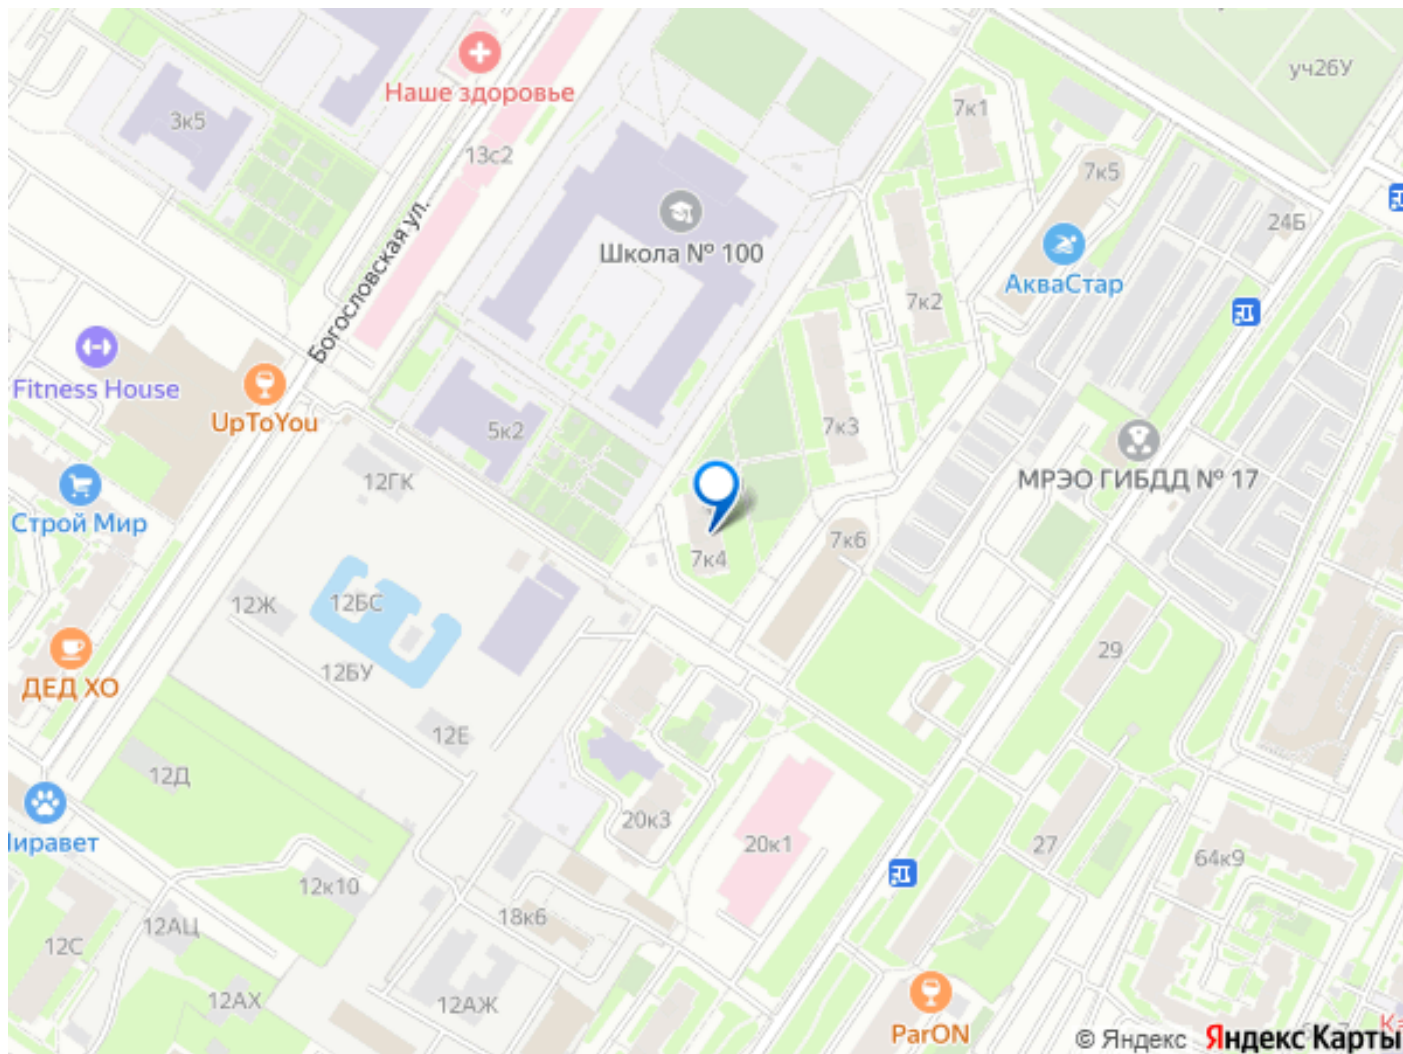 уч26У
Наше здоровье
7к1
3к5
13с2
7к5
Школа № 100
24Б
АкваСтар
7к2
Богословская ул.
Fitness House
UpToYou
5к2
7к3
12ГК
МРЭО ГИБДД № 17
Строй Мир
7к6
7к4
12Ж
12БС
29
12БУ
ДЕД ХО
12Е
12Д
20к3
20к1
27
64к9
12к10
18к6
12АЦ
12С
12АХ
12АЖ
ParON
© Яндекс Яндекс Карты